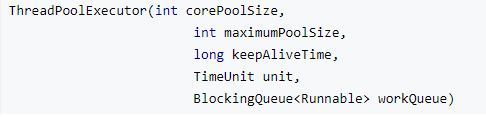 ThreadPoolExecutor(int corePoolSize,
int maximumPoolSize,
long keepAliveTime,
TimeUnit unit,
BlockingQueue<Runnable> workQueue)